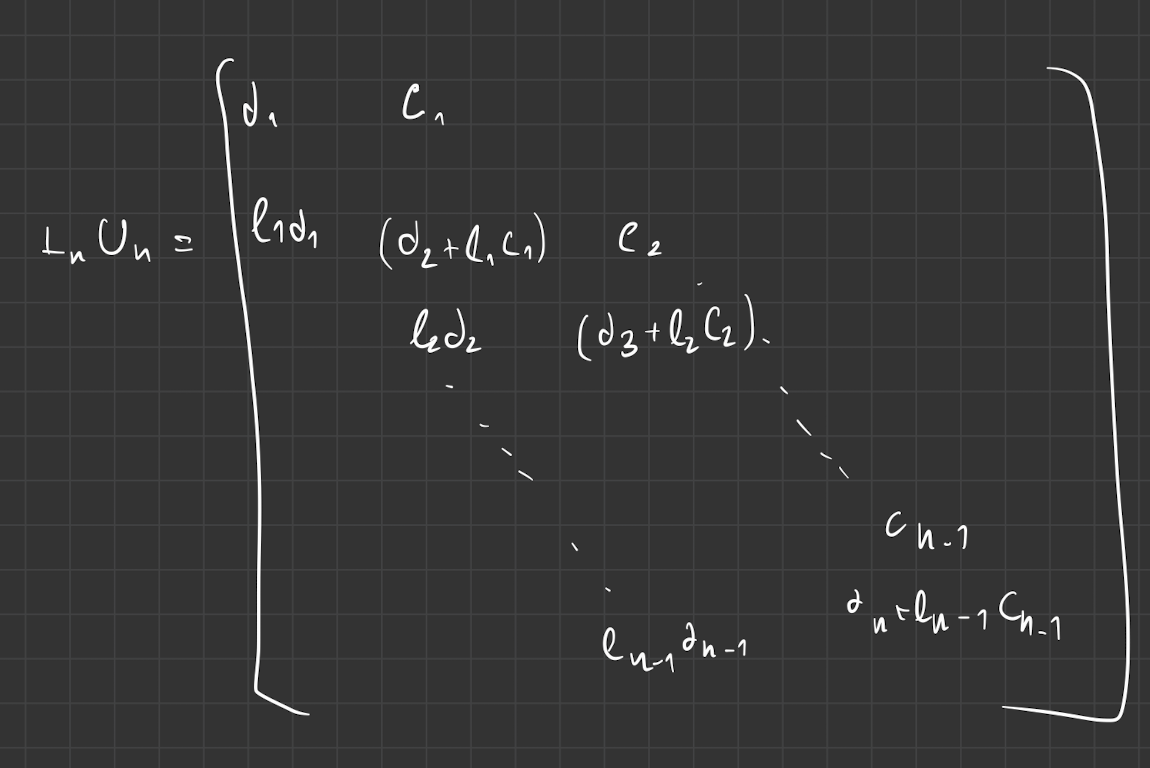 d₁ c₁
LₙUₙ = l₁d₁ (d₂+l₁c₁) c₂
l₂d₂ (d₃+l₂c₂)
cₙ₋₁
dₙ+lₙ₋₁cₙ₋₁
lₙ₋₁dₙ₋₁